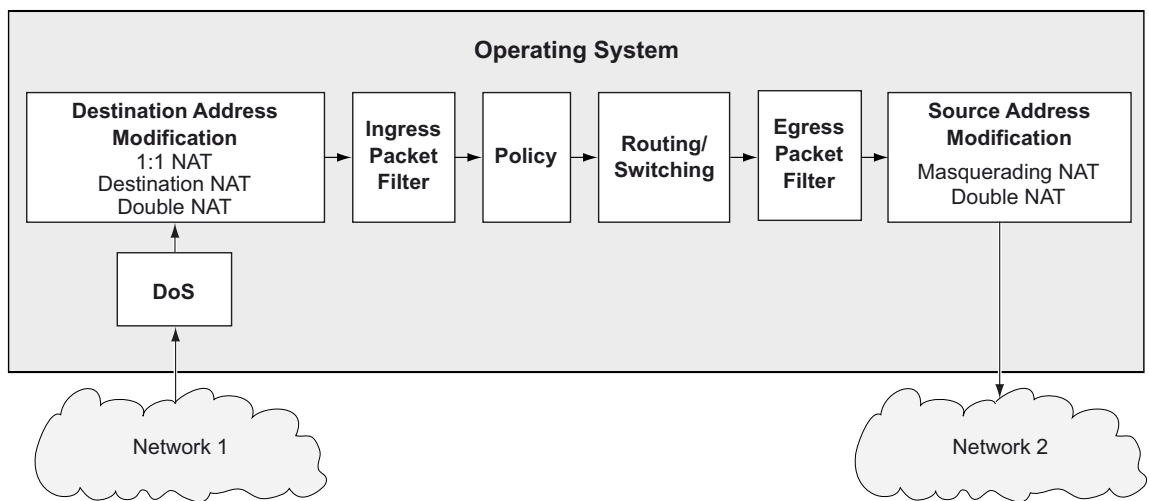 Operating System
Destination Address
Modification
1:1 NAT
Destination NAT
Double NAT
Ingress
Packet
Filter
Policy
Routing/
Switching
Egress
Packet
Filter
Source Address
Modification
Masquerading NAT
Double NAT
DoS
Network 1
Network 2